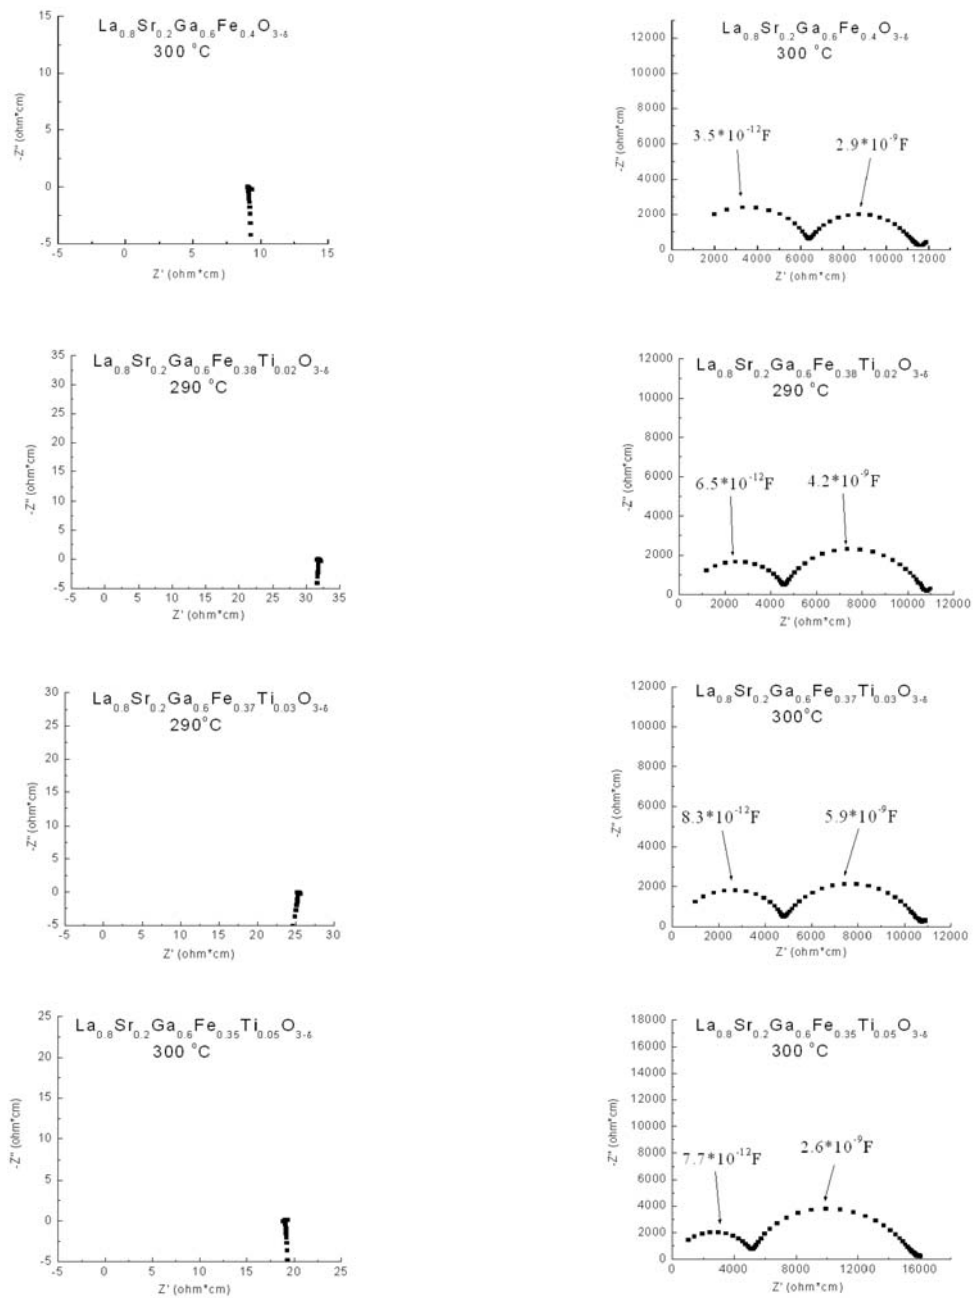 La0.8Sr0.2Ga0.6Fe0.4O3-δ
300 °C
-Z'' (ohm*cm)
15
10
5
0
-5
-5 0 5 10 15
Z' (ohm*cm)
La0.8Sr0.2Ga0.6Fe0.4O3-δ
300 °C
-Z'' (ohm*cm)
12000
10000
8000
6000
4000
2000
0
3.5*10-12F
2.9*10-9F
0 2000 4000 6000 8000 10000 12000 14000
Z' (ohm*cm)
La0.8Sr0.2Ga0.6Fe0.38Ti0.02O3-δ
290 °C
-Z'' (ohm*cm)
35
30
25
20
15
10
5
0
-5
-5 0 5 10 15 20 25 30 35
Z' (ohm*cm)
La0.8Sr0.2Ga0.6Fe0.38Ti0.02O3-δ
290 °C
-Z'' (ohm*cm)
12000
10000
8000
6000
4000
2000
0
6.5*10-12F
4.2*10-9F
0 2000 4000 6000 8000 10000 12000
Z' (ohm*cm)
La0.8Sr0.2Ga0.6Fe0.37Ti0.03O3-δ
290°C
-Z'' (ohm*cm)
30
25
20
15
10
5
0
-5
-5 0 5 10 15 20 25 30
Z' (ohm*cm)
La0.8Sr0.2Ga0.6Fe0.37Ti0.03O3-δ
300°C
-Z'' (ohm*cm)
12000
10000
8000
6000
4000
2000
0
8.3*10-12F
5.9*10-9F
0 2000 4000 6000 8000 10000 12000
Z' (ohm*cm)
La0.8Sr0.2Ga0.6Fe0.35Ti0.05O3-δ
300 °C
-Z'' (ohm*cm)
25
20
15
10
5
0
-5
-5 0 5 10 15 20 25
Z' (ohm*cm)
La0.8Sr0.2Ga0.6Fe0.35Ti0.05O3-δ
300 °C
-Z'' (ohm*cm)
18000
16000
14000
12000
10000
8000
6000
4000
2000
0
7.7*10-12F
2.6*10-9F
0 4000 8000 12000 16000
Z' (ohm*cm)